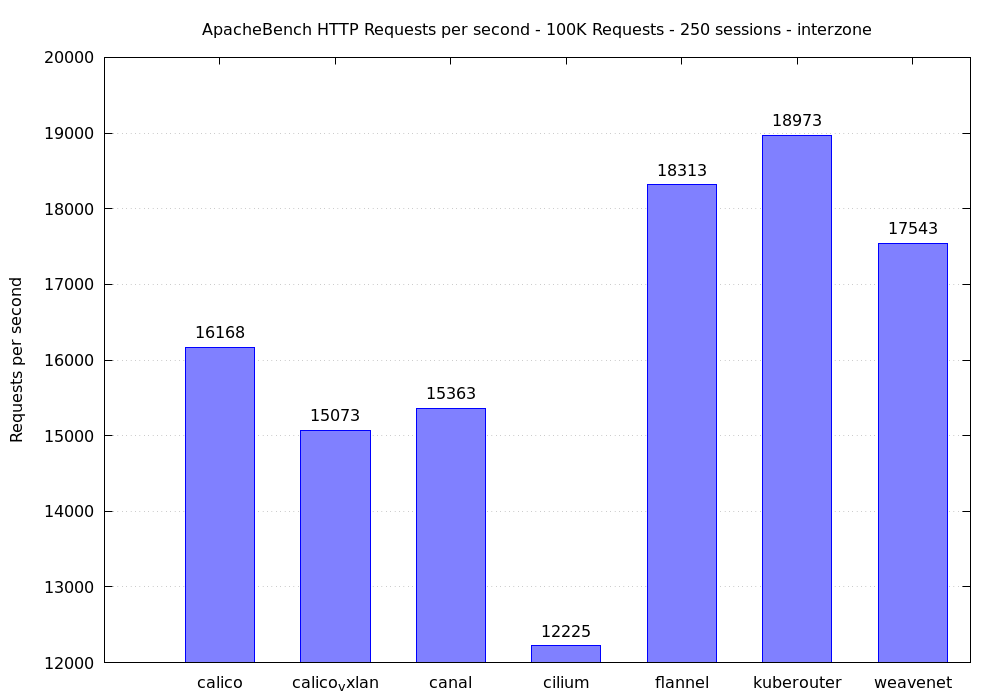 ApacheBench HTTP Requests per second - 100K Requests - 250 sessions - interzone
Requests per second
20000
19000
18000
17000
16000
15000
14000
13000
12000
16168
15073
15363
12225
18313
18973
17543
calico
calicovxlan
canal
cilium
flannel
kuberouter
weavenet